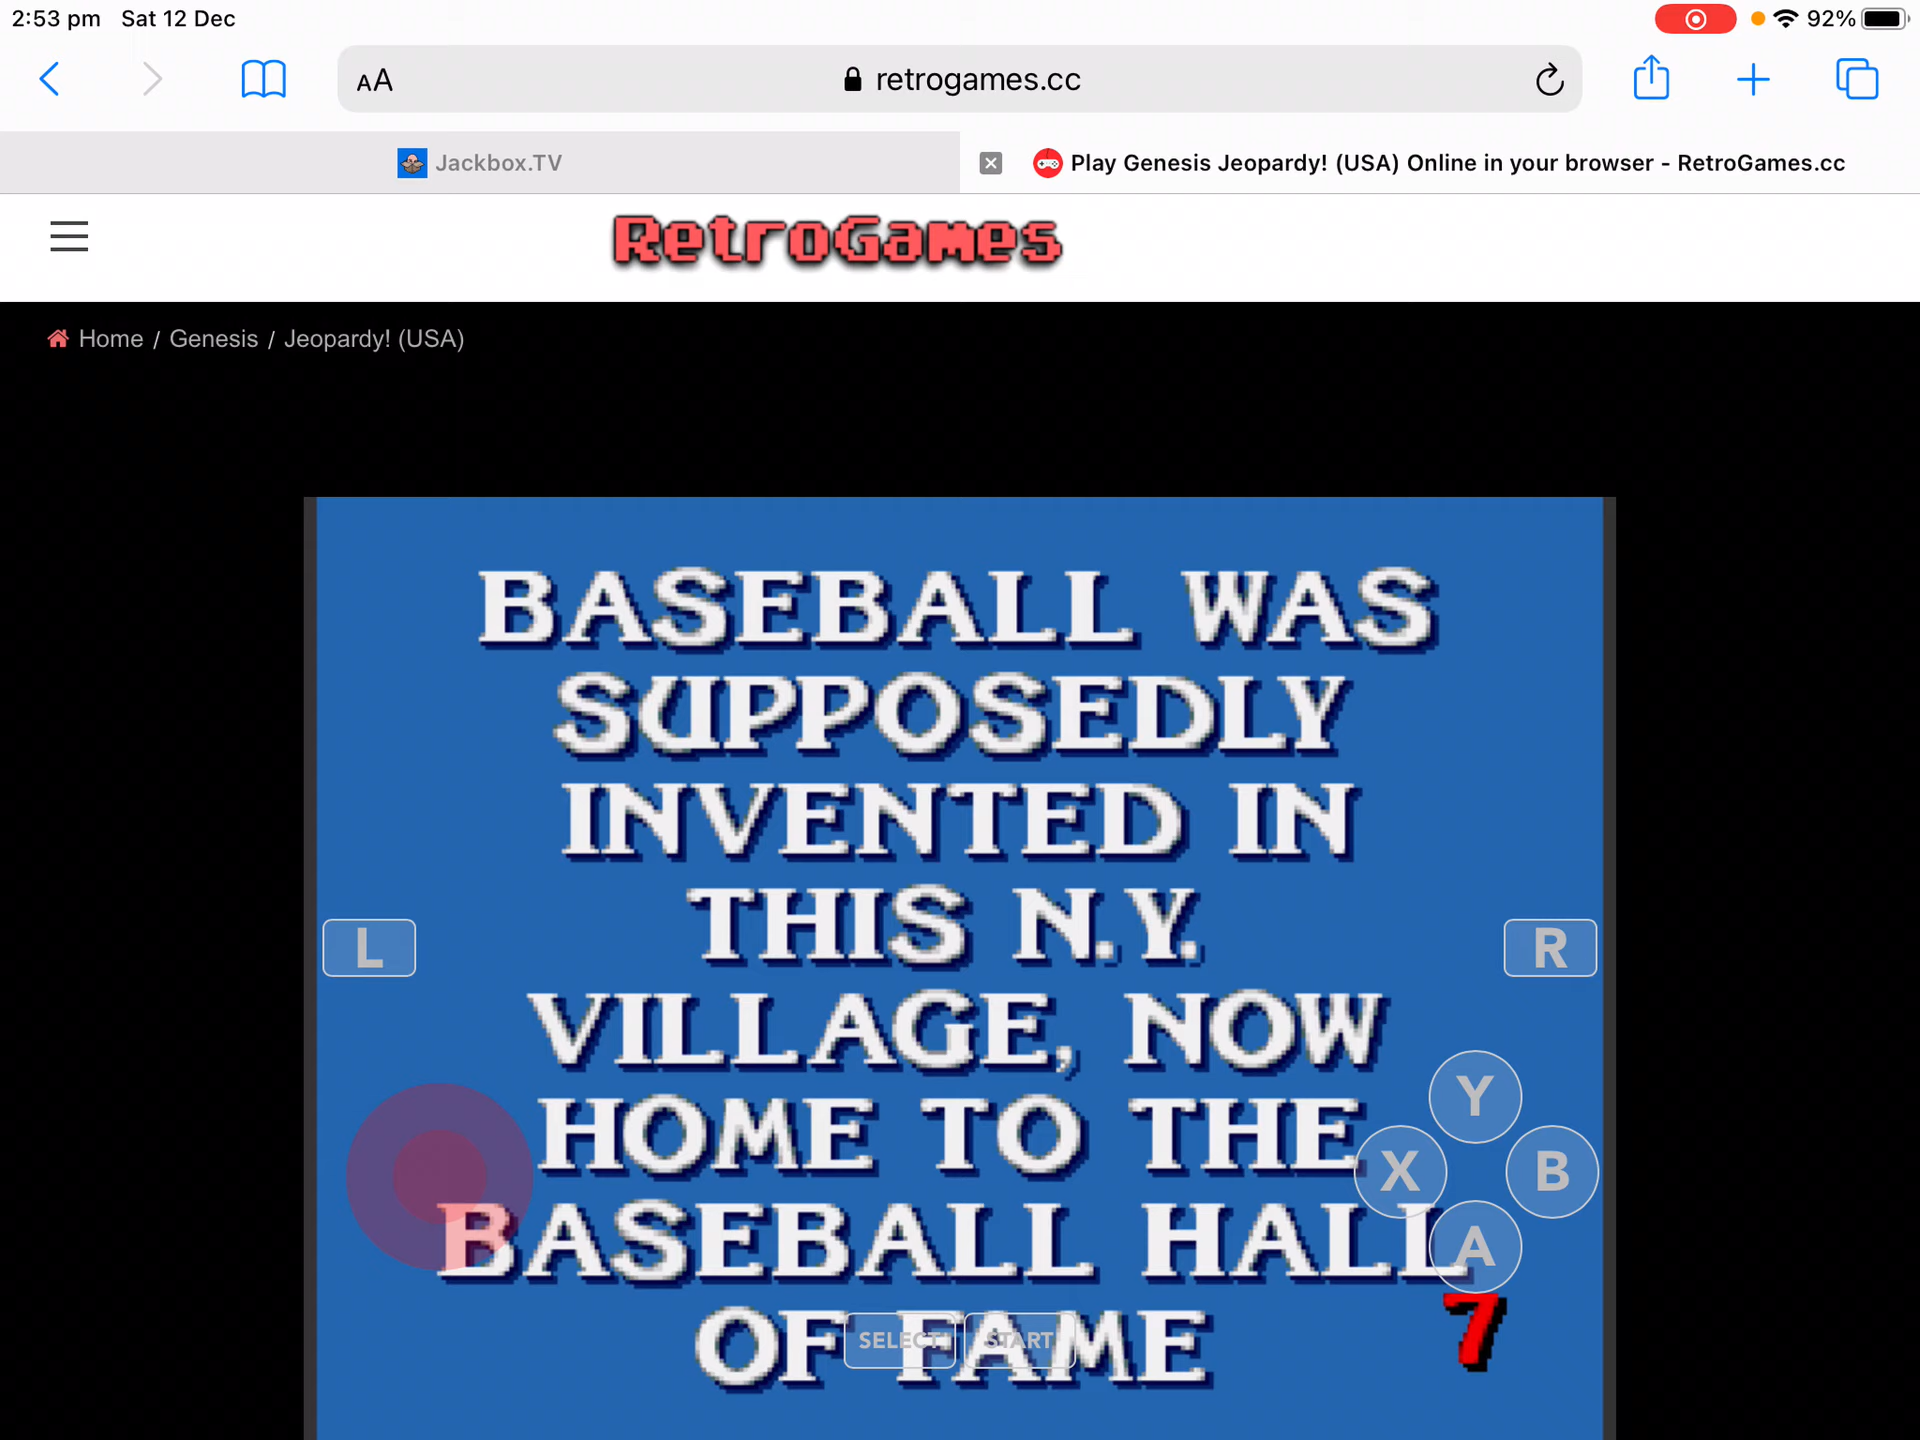 2:53 pm Sat 12 Dec 92%
AA retrogames.cc
Jackbox.TV Play Genesis Jeopardy! (USA) Online in your browser - RetroGames.cc
RetroGames
Home / Genesis / Jeopardy! (USA)
BASEBALL WAS
SUPPOSEDLY
INVENTED IN
THIS N.Y.
L R
VILLAGE, NOW
Y
HOME TO THE
X B
BASEBALL HALL
A
OF FAME 7
SELECT START